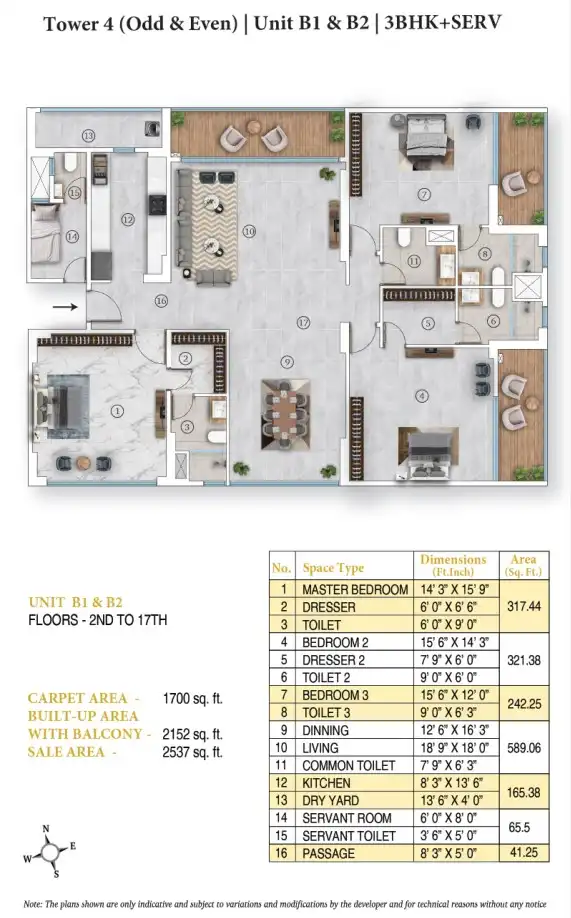 Tower 4 (Odd & Even) | Unit B1 & B2 | 3BHK+SERV
13
15
12
14
10
7
11
8
16
17
5
6
2
9
1
3
4
UNIT B1 & B2
FLOORS - 2ND TO 17TH
CARPET AREA - 1700 sq. ft.
BUILT-UP AREA
WITH BALCONY - 2152 sq. ft.
SALE AREA - 2537 sq. ft.
No. Space Type Dimensions (Ft.Inch) Area (Sq. Ft.)
1 MASTER BEDROOM 14' 3" X 15' 9"
2 DRESSER 6' 0" X 6' 6" 317.44
3 TOILET 6' 0" X 9' 0"
4 BEDROOM 2 15' 6" X 14' 3"
5 DRESSER 2 7' 9" X 6' 0" 321.38
6 TOILET 2 9' 0" X 6' 0"
7 BEDROOM 3 15' 6" X 12' 0" 242.25
8 TOILET 3 9' 0" X 6' 3"
9 DINNING 12' 6" X 16' 3"
10 LIVING 18' 9" X 18' 0" 589.06
11 COMMON TOILET 7' 9" X 6' 3"
12 KITCHEN 8' 3" X 13' 6" 165.38
13 DRY YARD 13' 6" X 4' 0"
14 SERVANT ROOM 6' 0" X 8' 0" 65.5
15 SERVANT TOILET 3' 6" X 5' 0"
16 PASSAGE 8' 3" X 5' 0" 41.25
N
W E
S
Note: The plans shown are only indicative and subject to variations and modifications by the developer and for technical reasons without any notice